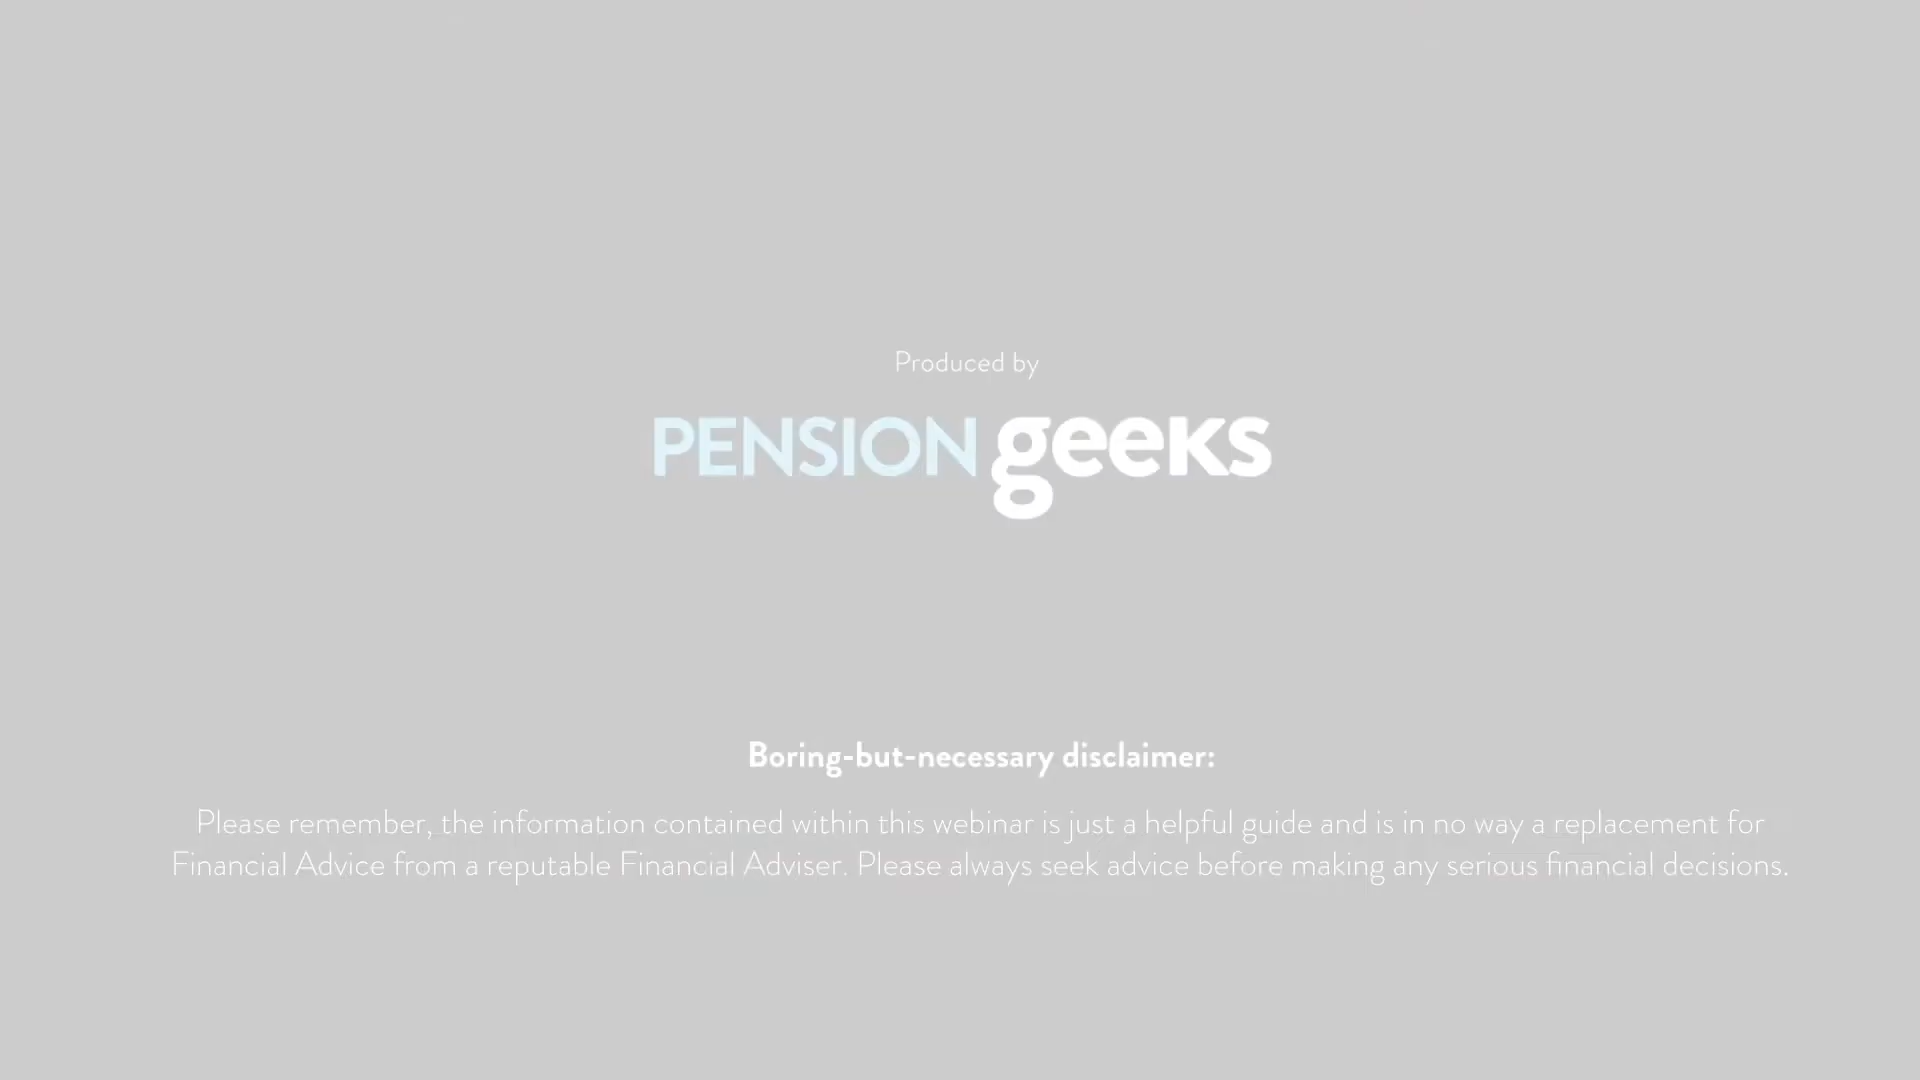 Produced by
PENSION geeks
Boring-but-necessary disclaimer:
Please remember, the information contained within this webinar is just a helpful guide and is in no way a replacement for
Financial Advice from a reputable Financial Adviser. Please always seek advice before making any serious financial decisions.